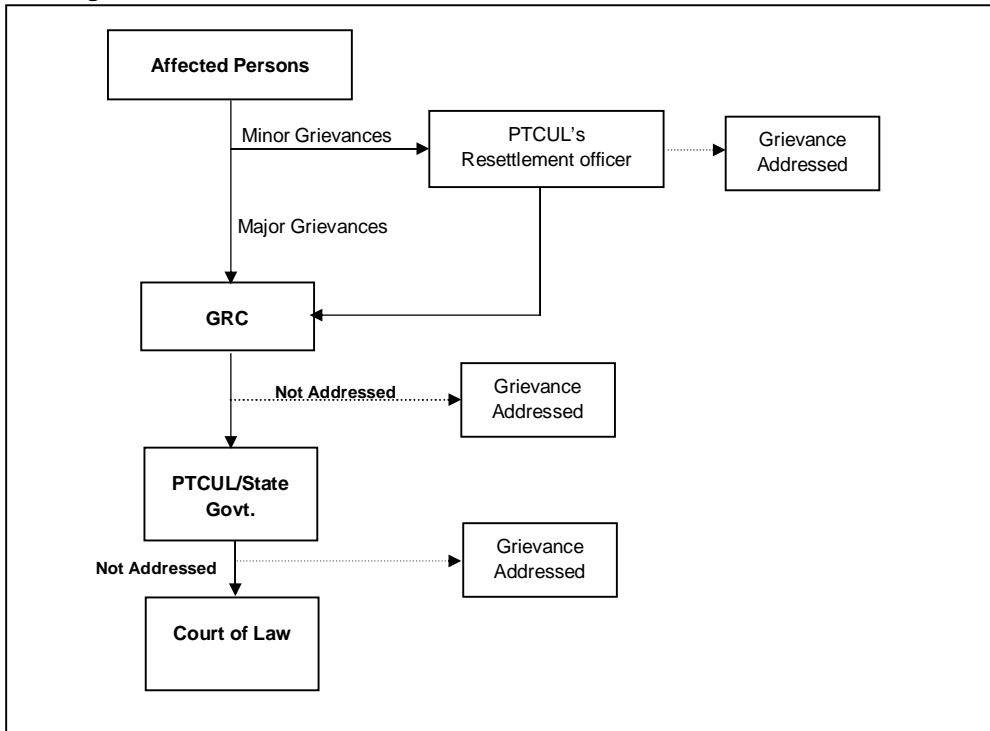 Affected Persons
Minor Grievances
PTCUL's
Resettlement officer
Grievance
Addressed
Major Grievances
GRC
Not Addressed
Grievance
Addressed
PTCUL/State
Govt.
Grievance
Addressed
Not Addressed
Court of Law